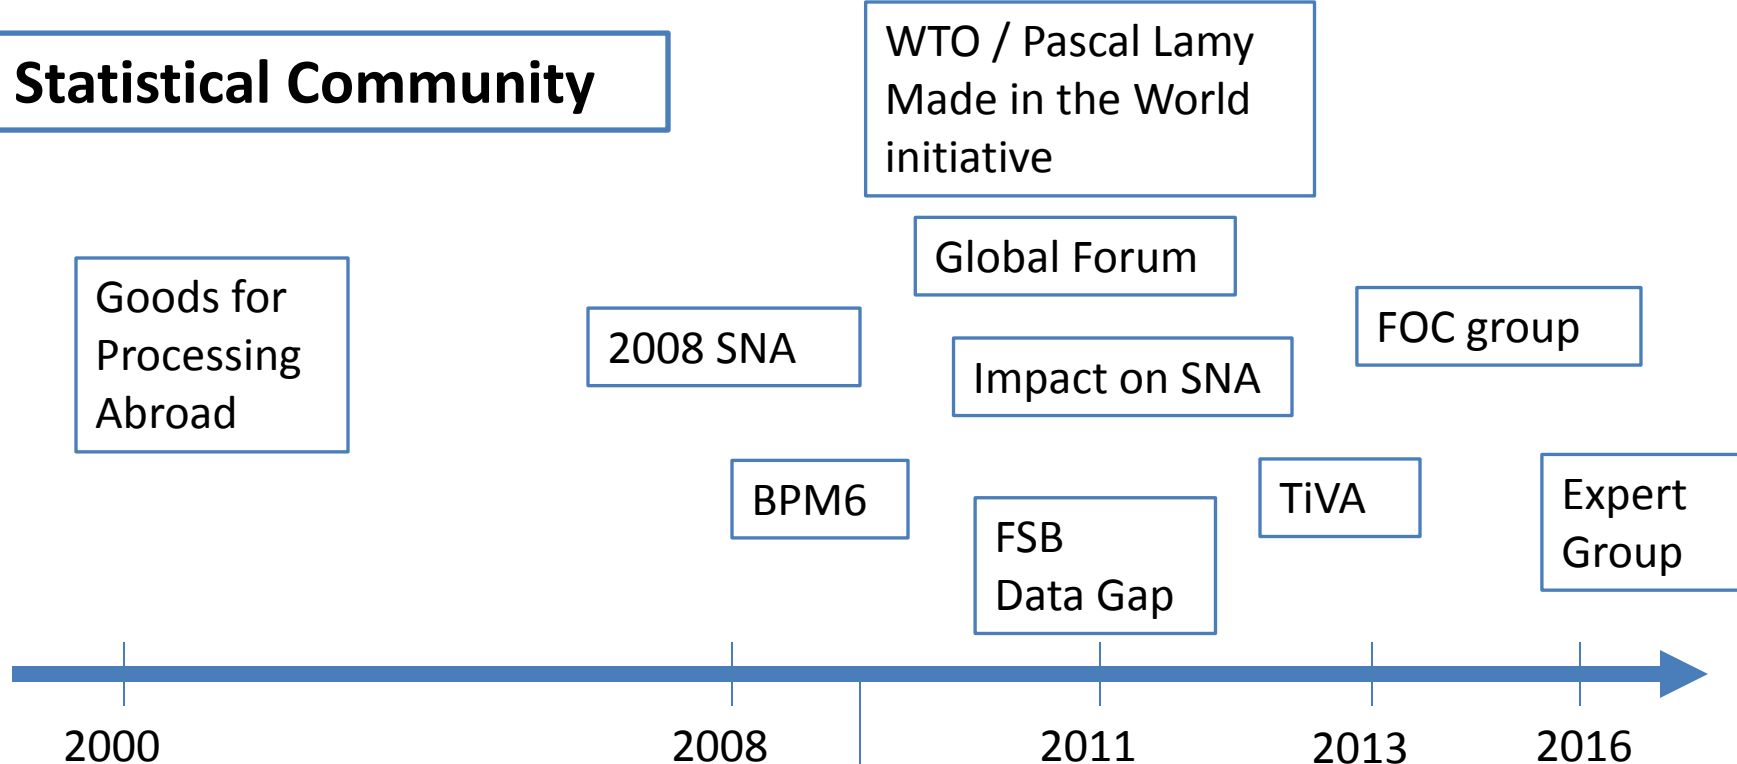 Statistical Community
WTO / Pascal Lamy
Made in the World
initiative
Global Forum
Goods for
Processing
Abroad
2008 SNA
Impact on SNA
FOC group
BPM6
FSB
Data Gap
TiVA
Expert
Group
2000
2008
2011
2013
2016